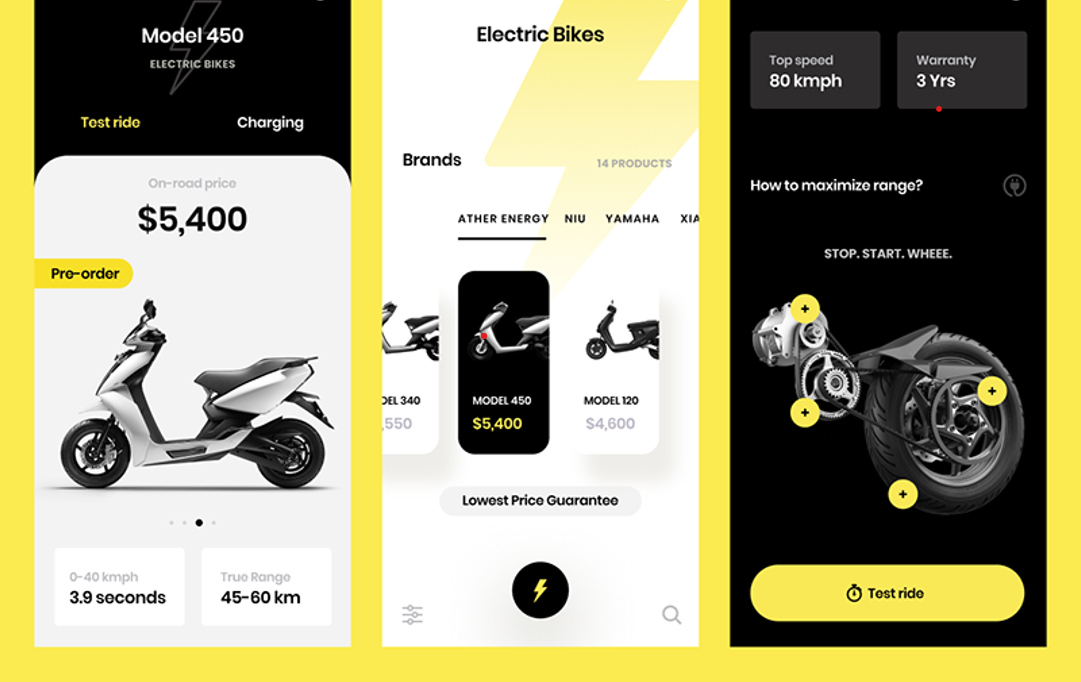 Model 450
ELECTRIC BIKES
Test ride
Charging
On-road price
$5,400
Pre-order
0-40 kmph
3.9 seconds
True Range
45-60 km
Electric Bikes
Brands
14 PRODUCTS
ATHER ENERGY
NIU
YAMAHA
XIA
DEL 340
,550
MODEL 450
$5,400
MODEL 120
$4,600
Lowest Price Guarantee
Top speed
80 kmph
Warranty
3 Yrs
How to maximize range?
STOP. START. WHEEE.
Test ride